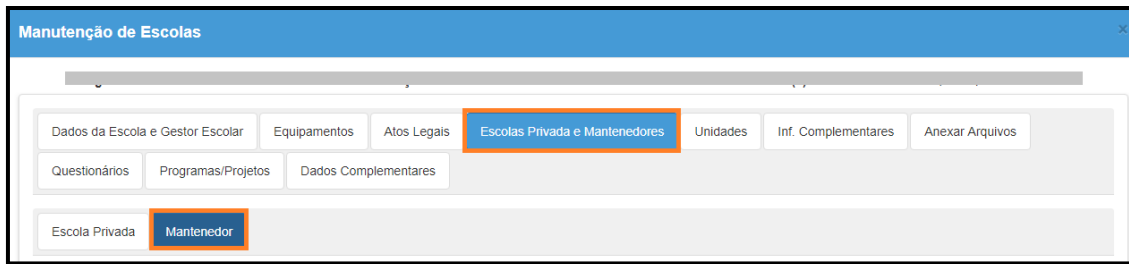 Manutenção de Escolas ×
Dados da Escola e Gestor Escolar Equipamentos Atos Legais Escolas Privada e Mantenedores Unidades Inf. Complementares Anexar Arquivos
Questionários Programas/Projetos Dados Complementares
Escola Privada Mantenedor